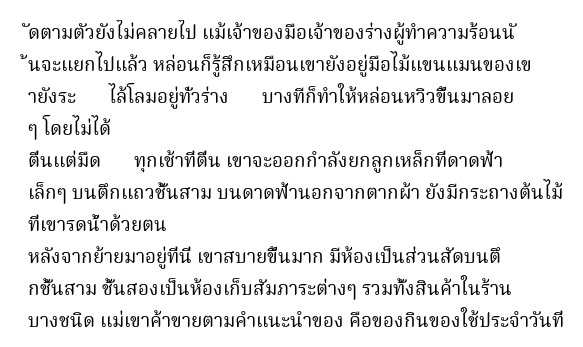 ัดตามตัวยังไม่คลายไป แม้เจ้าของมือเจ้าของร่างผู้ทำความร้อนนั
้นจะแยกไปแล้ว หล่อนก็รู้สึกเหมือนเขายังอยู่มือไม้แขนแมนของเข
ายังระ ไล้โลมอยู่ทั่วร่าง บางทีก็ทำให้หล่อนหวิวขึ้นมาลอย
ๆ โดยไม่ได้
ตื่นแต่มืด ทุกเช้าที่ตื่น เขาจะออกกำลังยกลูกเหล็กที่ดาดฟ้า
เล็กๆ บนตึกแถวชั้นสาม บนดาดฟ้านอกจากตากผ้า ยังมีกระถางต้นไม้
ที่เขารดน้ำด้วยตน
หลังจากย้ายมาอยู่ที่นี่ เขาสบายขึ้นมาก มีห้องเป็นส่วนสัดบนตึ
กชั้นสาม ชั้นสองเป็นห้องเก็บสัมภาระต่างๆ รวมทั้งสินค้าในร้าน
บางชนิด แม่เขาค้าขายตามคำแนะนำของ คือของกินของใช้ประจำวันที่